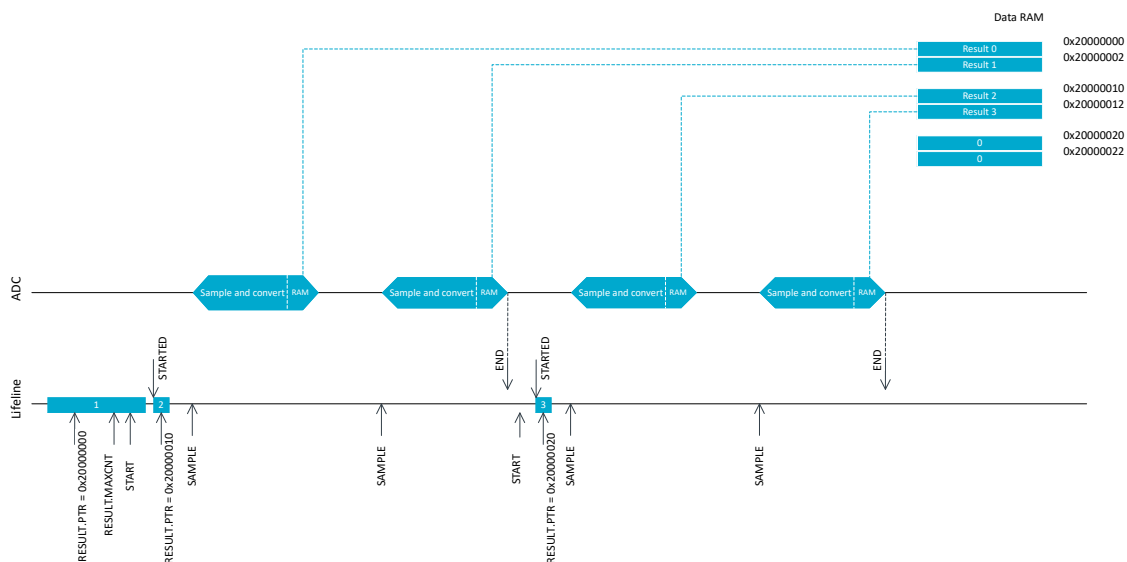 Data RAM
Result 0
0x20000000
Result 1
0x20000002
Result 2
0x20000010
Result 3
0x20000012
0
0x20000020
0
0x20000022
ADC
Sample and convert
RAM
Sample and convert
RAM
Sample and convert
RAM
Sample and convert
RAM
STARTED
END
STARTED
END
Lifeline
1
2
3
RESULT.PTR = 0x20000000
RESULT.MAXCNT
START
RESULT.PTR = 0x20000010
SAMPLE
SAMPLE
START
RESULT.PTR = 0x20000020
SAMPLE
SAMPLE